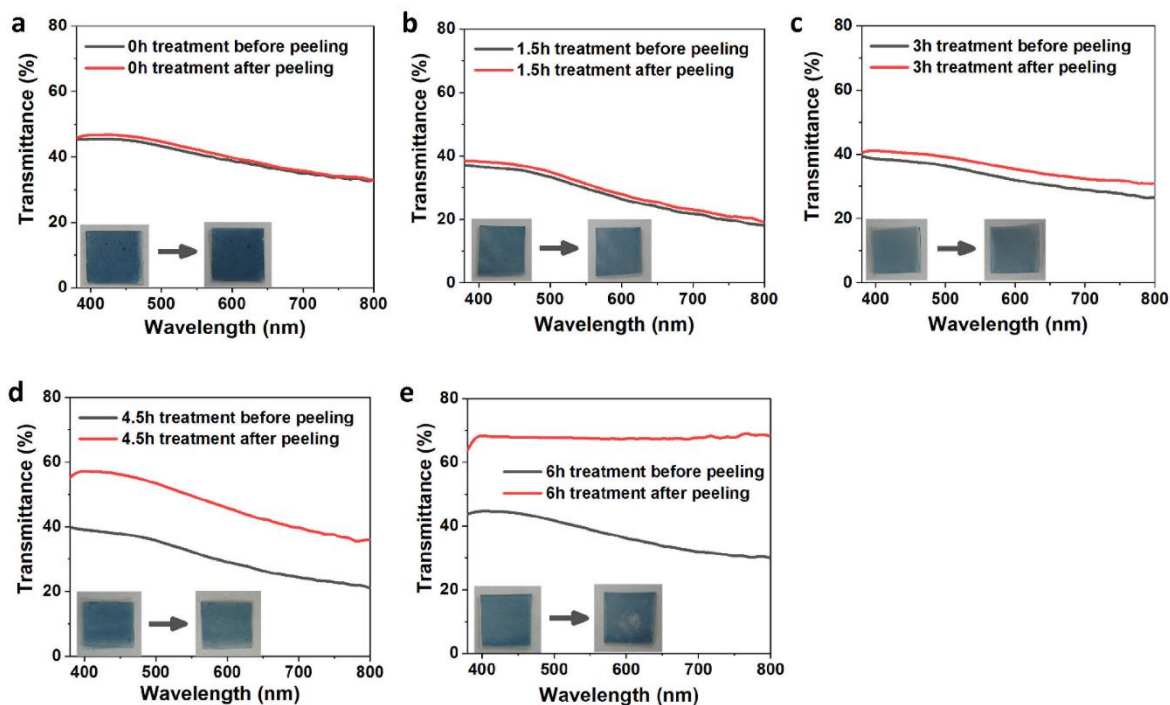 a
80
60
40
20
0
Transmittance (%)
0h treatment before peeling
0h treatment after peeling
400 500 600 700 800
Wavelength (nm)
b
80
60
40
20
0
Transmittance (%)
1.5h treatment before peeling
1.5h treatment after peeling
400 500 600 700 800
Wavelength (nm)
c
80
60
40
20
0
Transmittance (%)
3h treatment before peeling
3h treatment after peeling
400 500 600 700 800
Wavelength (nm)
d
80
60
40
20
0
Transmittance (%)
4.5h treatment before peeling
4.5h treatment after peeling
400 500 600 700 800
Wavelength (nm)
e
80
60
40
20
0
Transmittance (%)
6h treatment before peeling
6h treatment after peeling
400 500 600 700 800
Wavelength (nm)